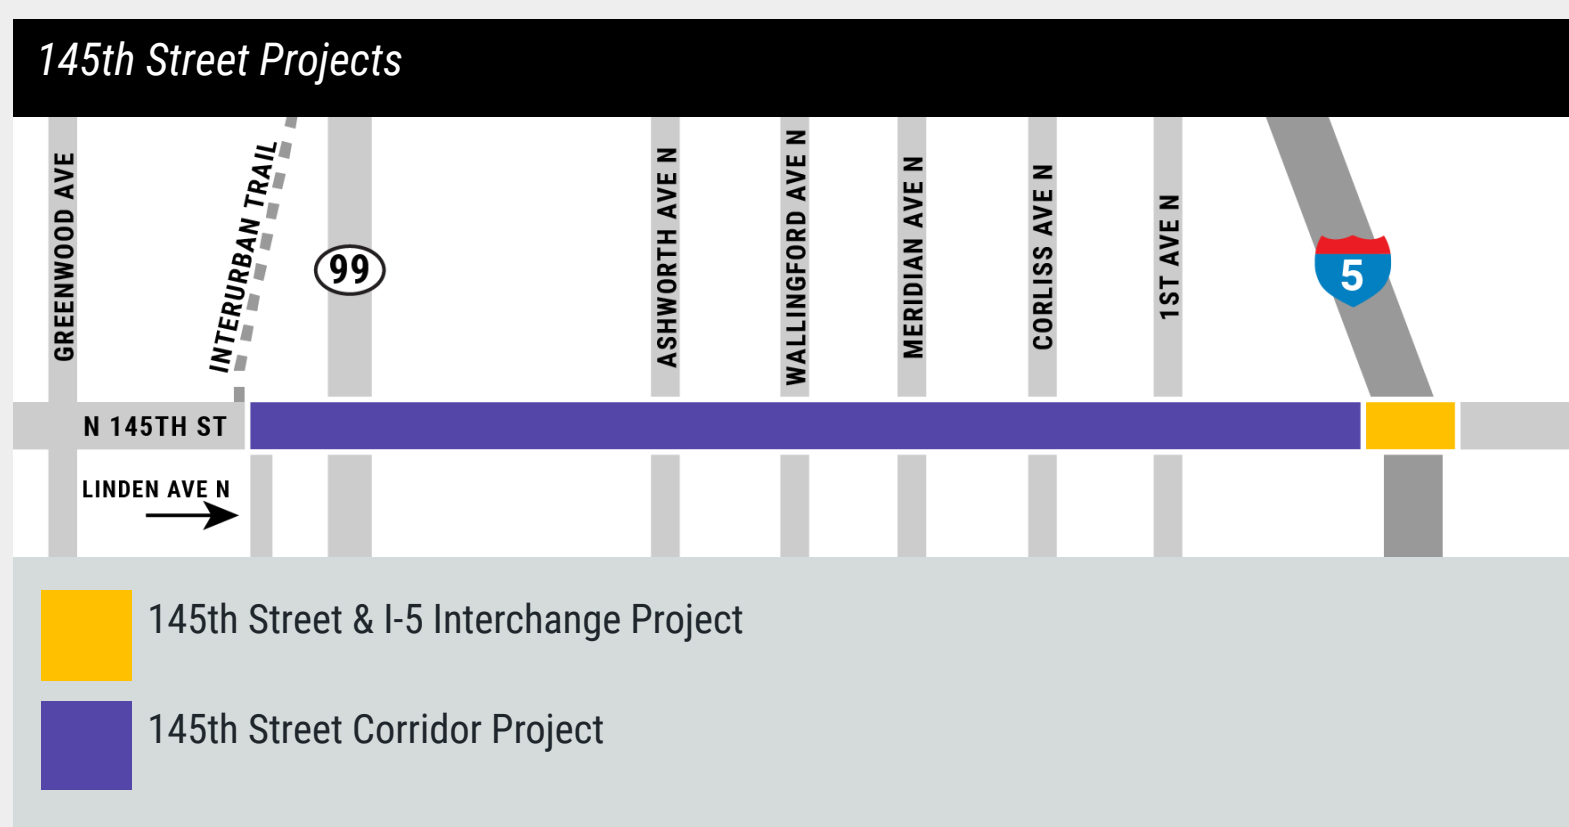 145th Street Projects
GREENWOOD AVE
INTERURBAN TRAIL
99
ASHWORTH AVE N
WALLINGFORD AVE N
MERIDIAN AVE N
CORLISS AVE N
1ST AVE N
5
N 145TH ST
LINDEN AVE N
145th Street & I-5 Interchange Project
145th Street Corridor Project